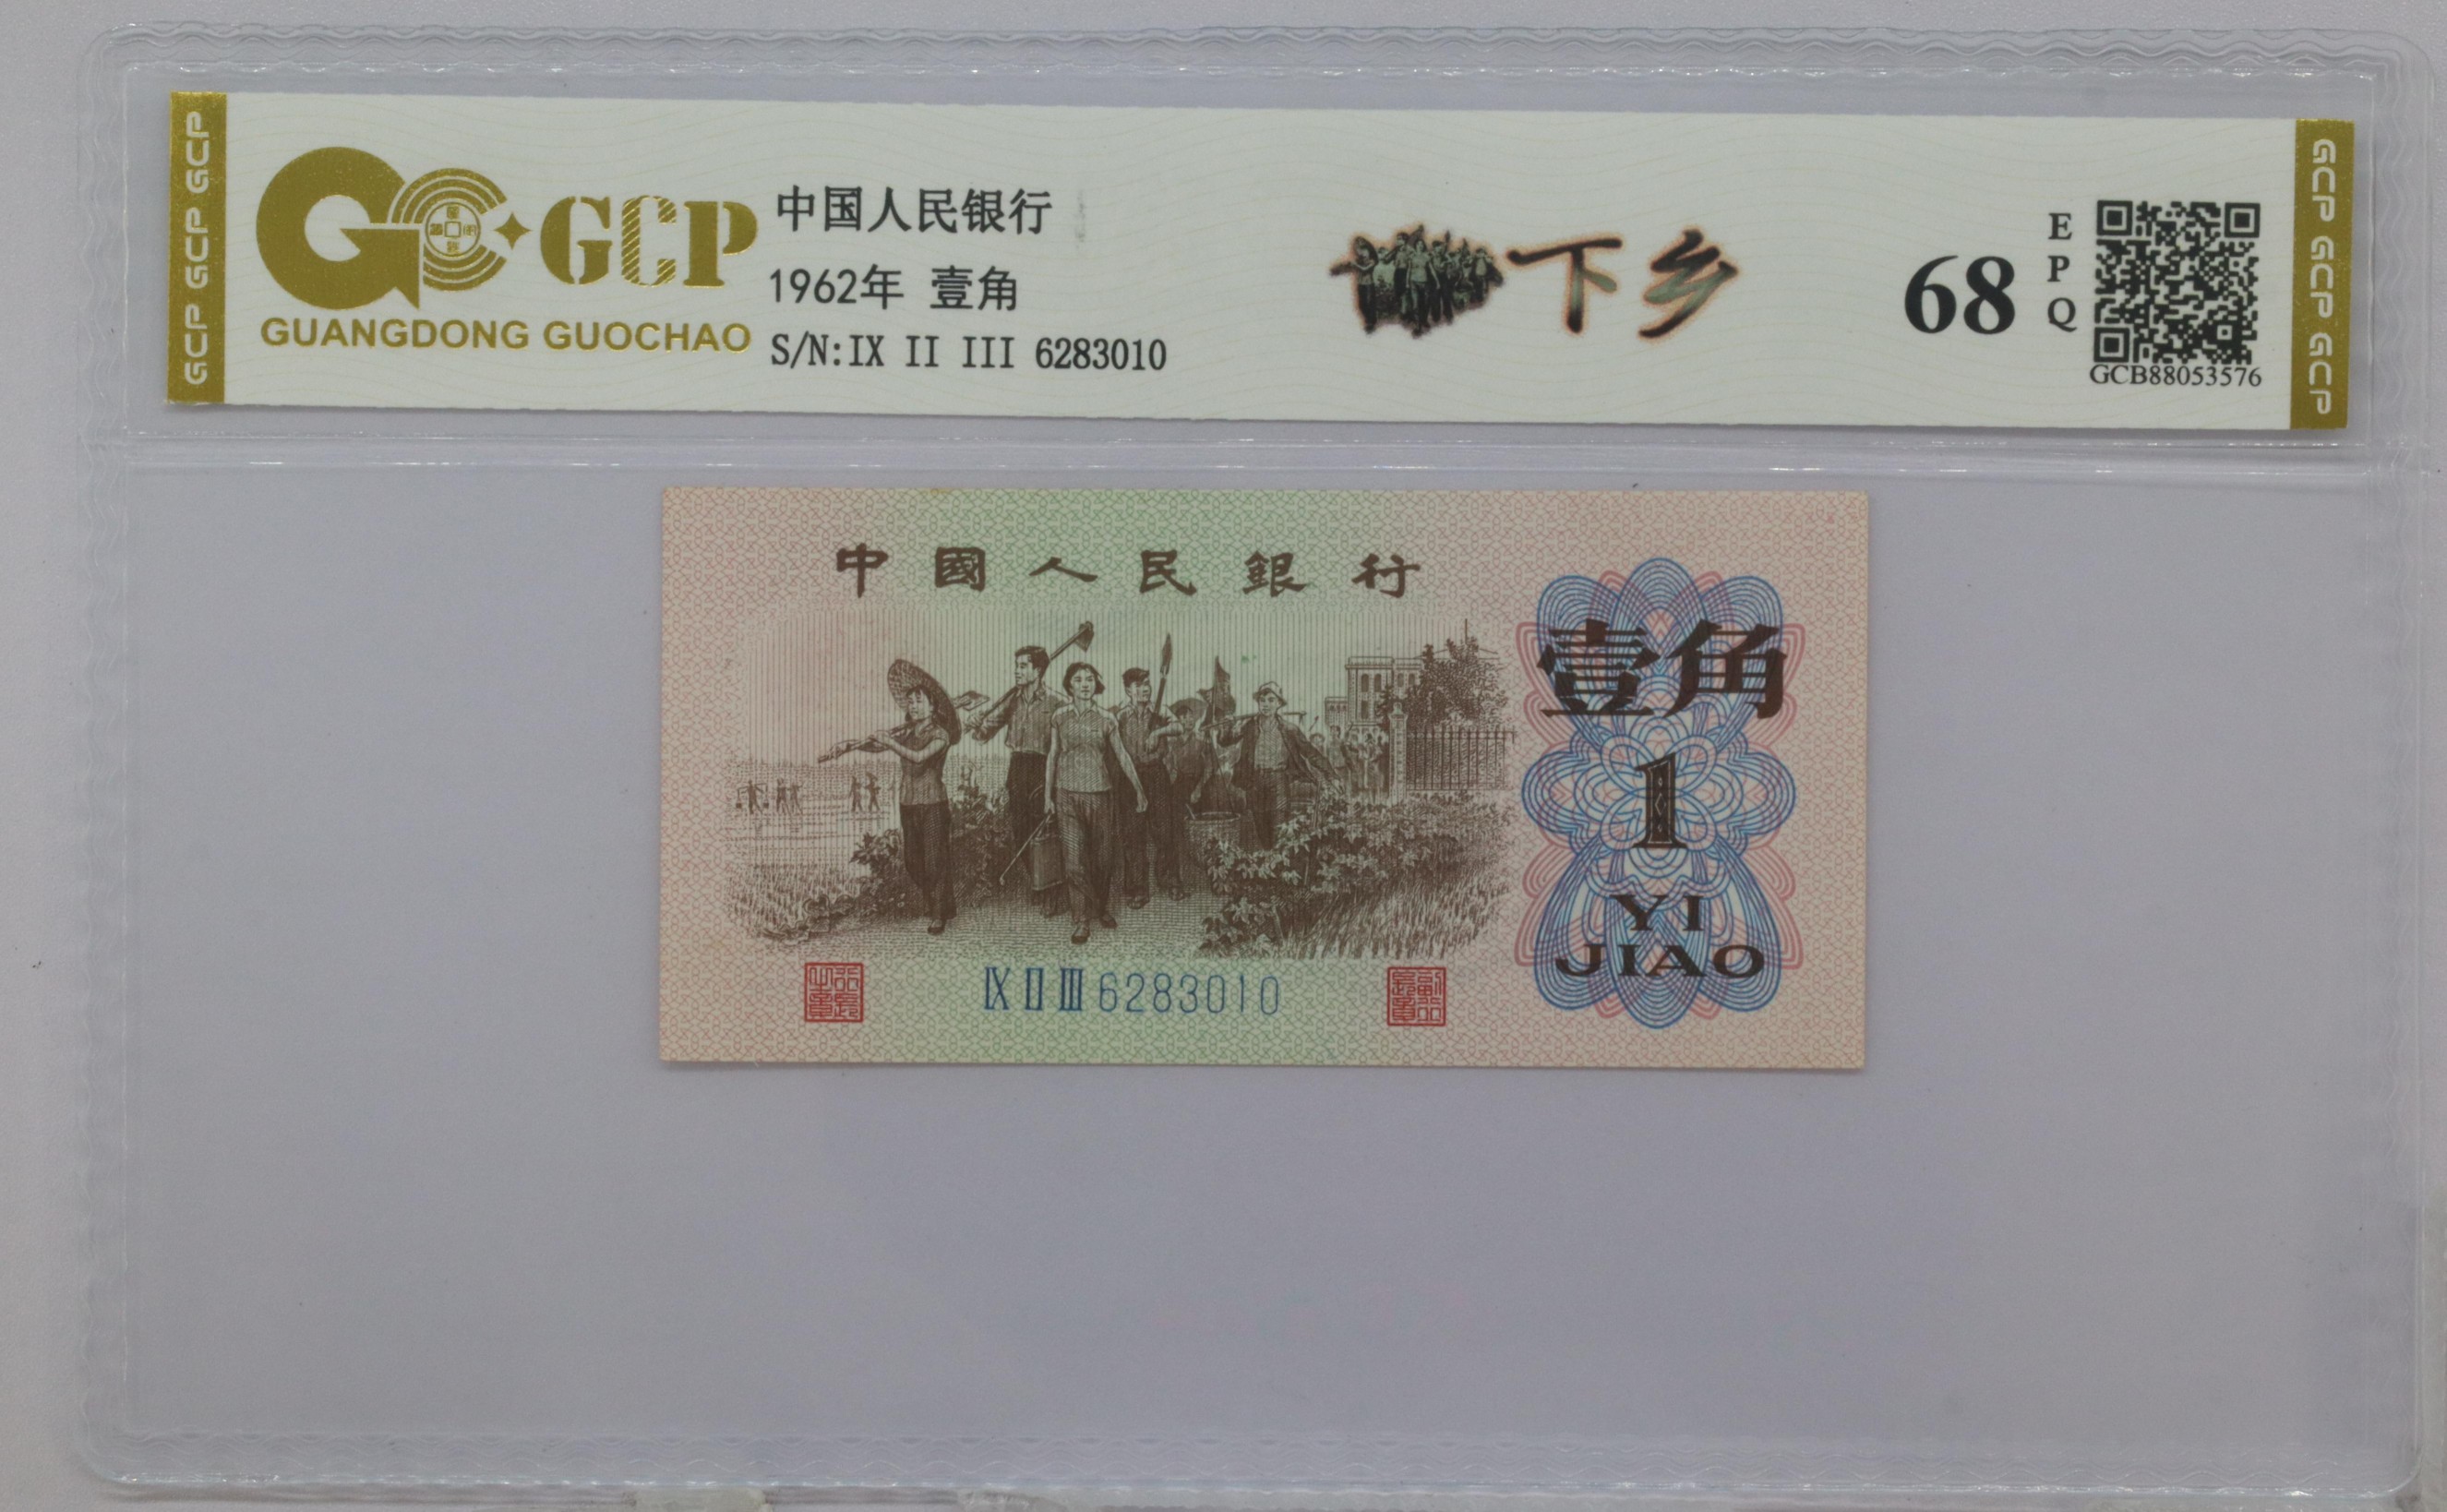 GCP GCP GCP
GCP
GUANGDONG GUOCHAO
中国人民银行
1962年 壹角
S/N:IX II III 6283010
下乡
68
EPQ
GCB88053576
GCP GCP GCP
中國人民銀行
壹角
1
YI
JIAO
IX II III 6283010